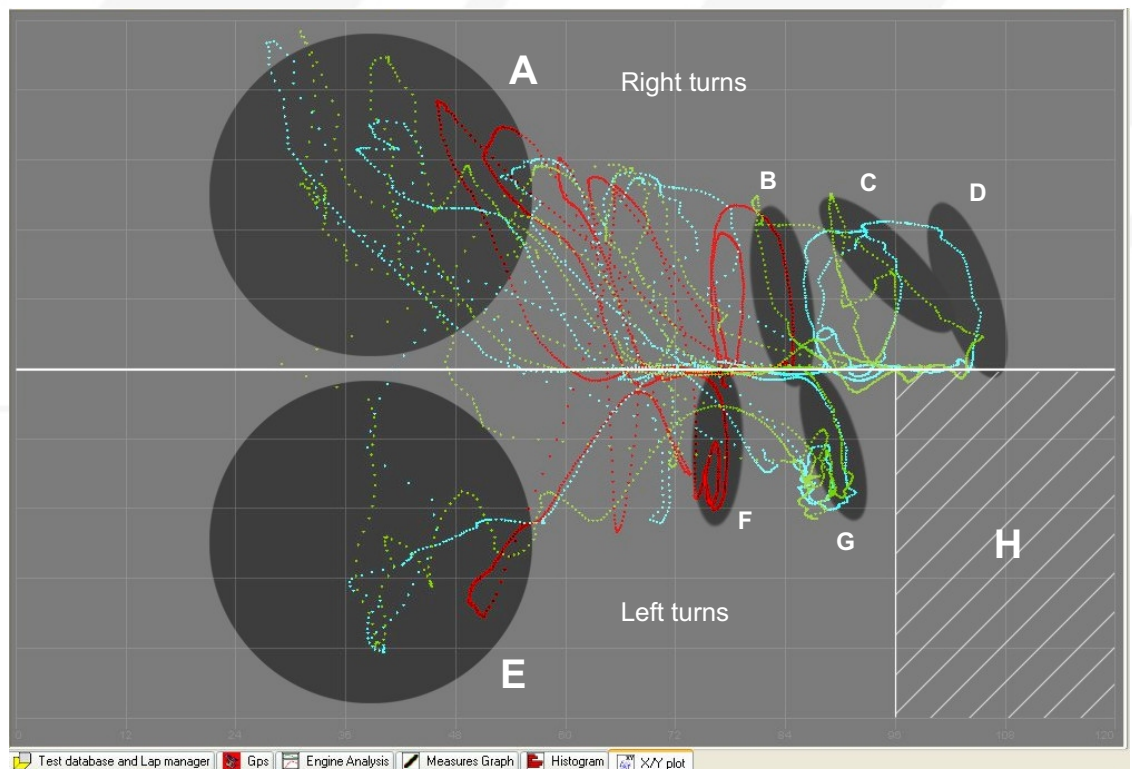 A
Right turns
B
C
D
F
G
H
Left turns
E
0 12 24 36 48 60 72 84 96 108 120
Test database and Lap manager Gps Engine Analysis Measures Graph Histogram X/Y plot